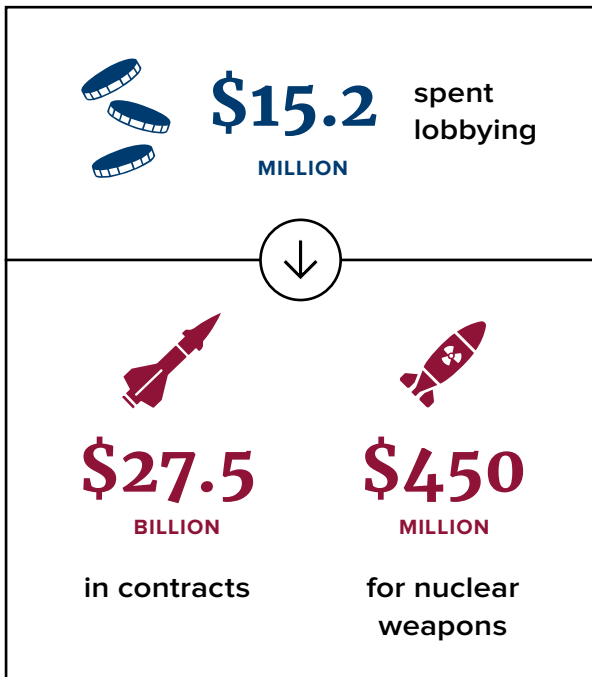 $15.2
MILLION
spent
lobbying
$27.5
BILLION
in contracts
$450
MILLION
for nuclear
weapons